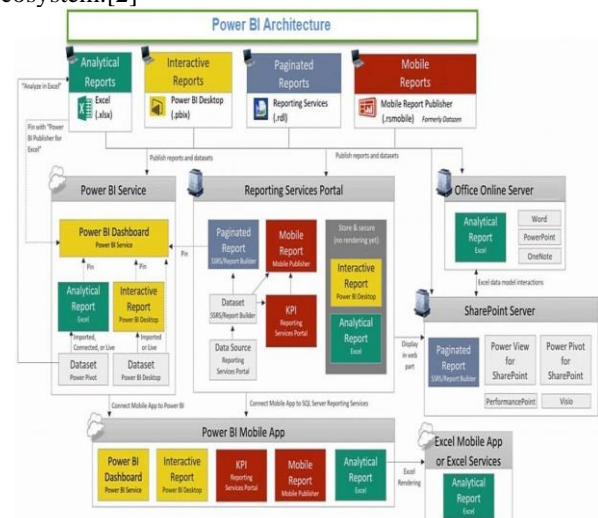 ecosystem.[2]
Power BI Architecture
Analytical
Reports
Excel
(.xlsx)
Interactive
Reports
Power BI Desktop
(.pbix)
Paginated
Reports
Reporting Services
(.rdl)
Mobile
Reports
Mobile Report Publisher
(.rsmobile) Formerly Datazen
"Analyze in Excel"
Pin with "Power
BI Publisher for
Excel"
Publish reports and datasets
Publish reports and datasets
Power BI Service
Power BI Dashboard
Power BI Service
Pin
Pin
Analytical
Report
Excel
Interactive
Report
Power BI Desktop
Imported,
Connected, or Live
Imported
or Live
Dataset
Power Pivot
Dataset
Power BI Desktop
Pin
Reporting Services Portal
Paginated
Report
SSRS/Report Builder
Mobile
Report
Mobile Publisher
Store & secure
(no rendering yet)
Interactive
Report
Power BI Desktop
Analytical
Report
Excel
Dataset
SSRS/Report Builder
KPI
Reporting
Services Portal
Data Source
Reporting
Services Portal
Office Online Server
Analytical
Report
Excel
Word
PowerPoint
OneNote
Excel data model interactions
SharePoint Server
Display
in web
part
Paginated
Report
SSRS/Report Builder
Power View
for
SharePoint
Power Pivot
for
SharePoint
PerformancePoint
Visio
Connect Mobile App to Power BI
Connect Mobile App to SQL Server Reporting Services
Power BI Mobile App
Power BI
Dashboard
Power BI Service
Interactive
Report
Power BI Desktop
KPI
Reporting
Services Portal
Mobile
Report
Mobile Publisher
Analytical
Report
Excel
Excel
Rendering
Excel Mobile App
or Excel Services
Analytical
Report
Excel